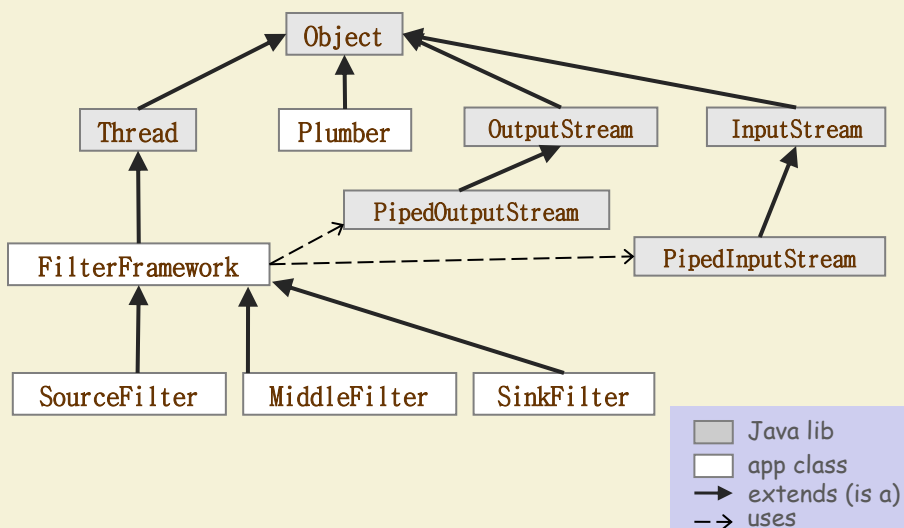 Object
Thread
Plumber
OutputStream
InputStream
PipedOutputStream
FilterFramework
PipedInputStream
SourceFilter
MiddleFilter
SinkFilter
Java lib
app class
extends (is a)
uses